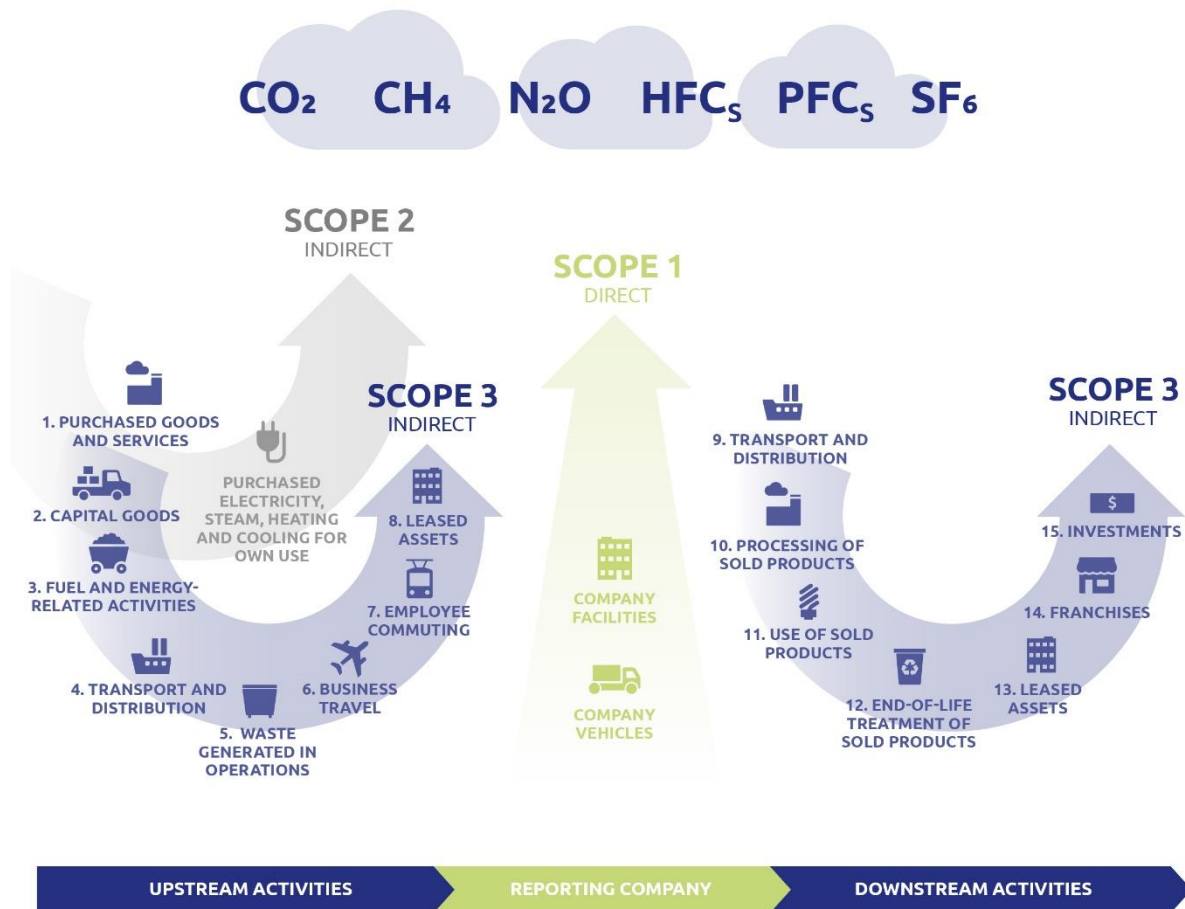 CO₂ CH₄ N₂O HFCₛ PFCₛ SF₆
SCOPE 2
INDIRECT
SCOPE 1
DIRECT
SCOPE 3
INDIRECT
SCOPE 3
INDIRECT
1. PURCHASED GOODS
AND SERVICES
2. CAPITAL GOODS
3. FUEL AND ENERGY-
RELATED ACTIVITIES
4. TRANSPORT AND
DISTRIBUTION
5. WASTE
GENERATED IN
OPERATIONS
6. BUSINESS
TRAVEL
7. EMPLOYEE
COMMUTING
8. LEASED
ASSETS
PURCHASED
ELECTRICITY,
STEAM, HEATING
AND COOLING FOR
OWN USE
COMPANY
FACILITIES
COMPANY
VEHICLES
9. TRANSPORT AND
DISTRIBUTION
10. PROCESSING OF
SOLD PRODUCTS
11. USE OF SOLD
PRODUCTS
12. END-OF-LIFE
TREATMENT OF
SOLD PRODUCTS
13. LEASED
ASSETS
14. FRANCHISES
$
15. INVESTMENTS
UPSTREAM ACTIVITIES
REPORTING COMPANY
DOWNSTREAM ACTIVITIES